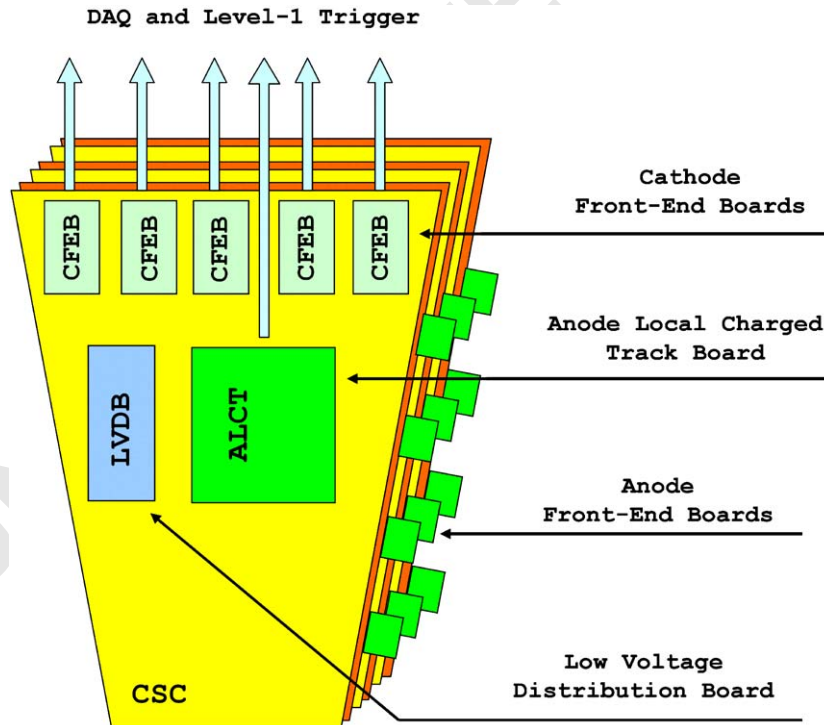 DAQ and Level-1 Trigger
Cathode
Front-End Boards
CFEB
CFEB
CFEB
CFEB
CFEB
Anode Local Charged
Track Board
LVDB
ALCT
Anode
Front-End Boards
Low Voltage
Distribution Board
CSC